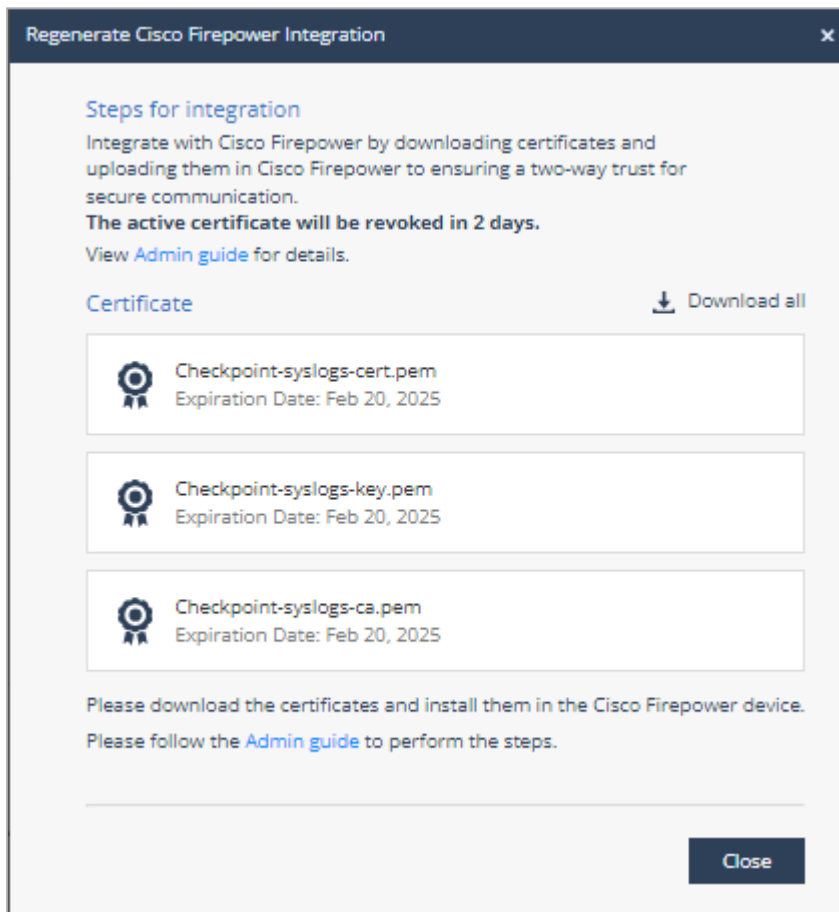 Regenerate Cisco Firepower Integration
Steps for integration
Integrate with Cisco Firepower by downloading certificates and
uploading them in Cisco Firepower to ensuring a two-way trust for
secure communication.
The active certificate will be revoked in 2 days.
View Admin guide for details.
Certificate
Download all
Checkpoint-syslogs-cert.pem
Expiration Date: Feb 20, 2025
Checkpoint-syslogs-key.pem
Expiration Date: Feb 20, 2025
Checkpoint-syslogs-ca.pem
Expiration Date: Feb 20, 2025
Please download the certificates and install them in the Cisco Firepower device.
Please follow the Admin guide to perform the steps.
Close